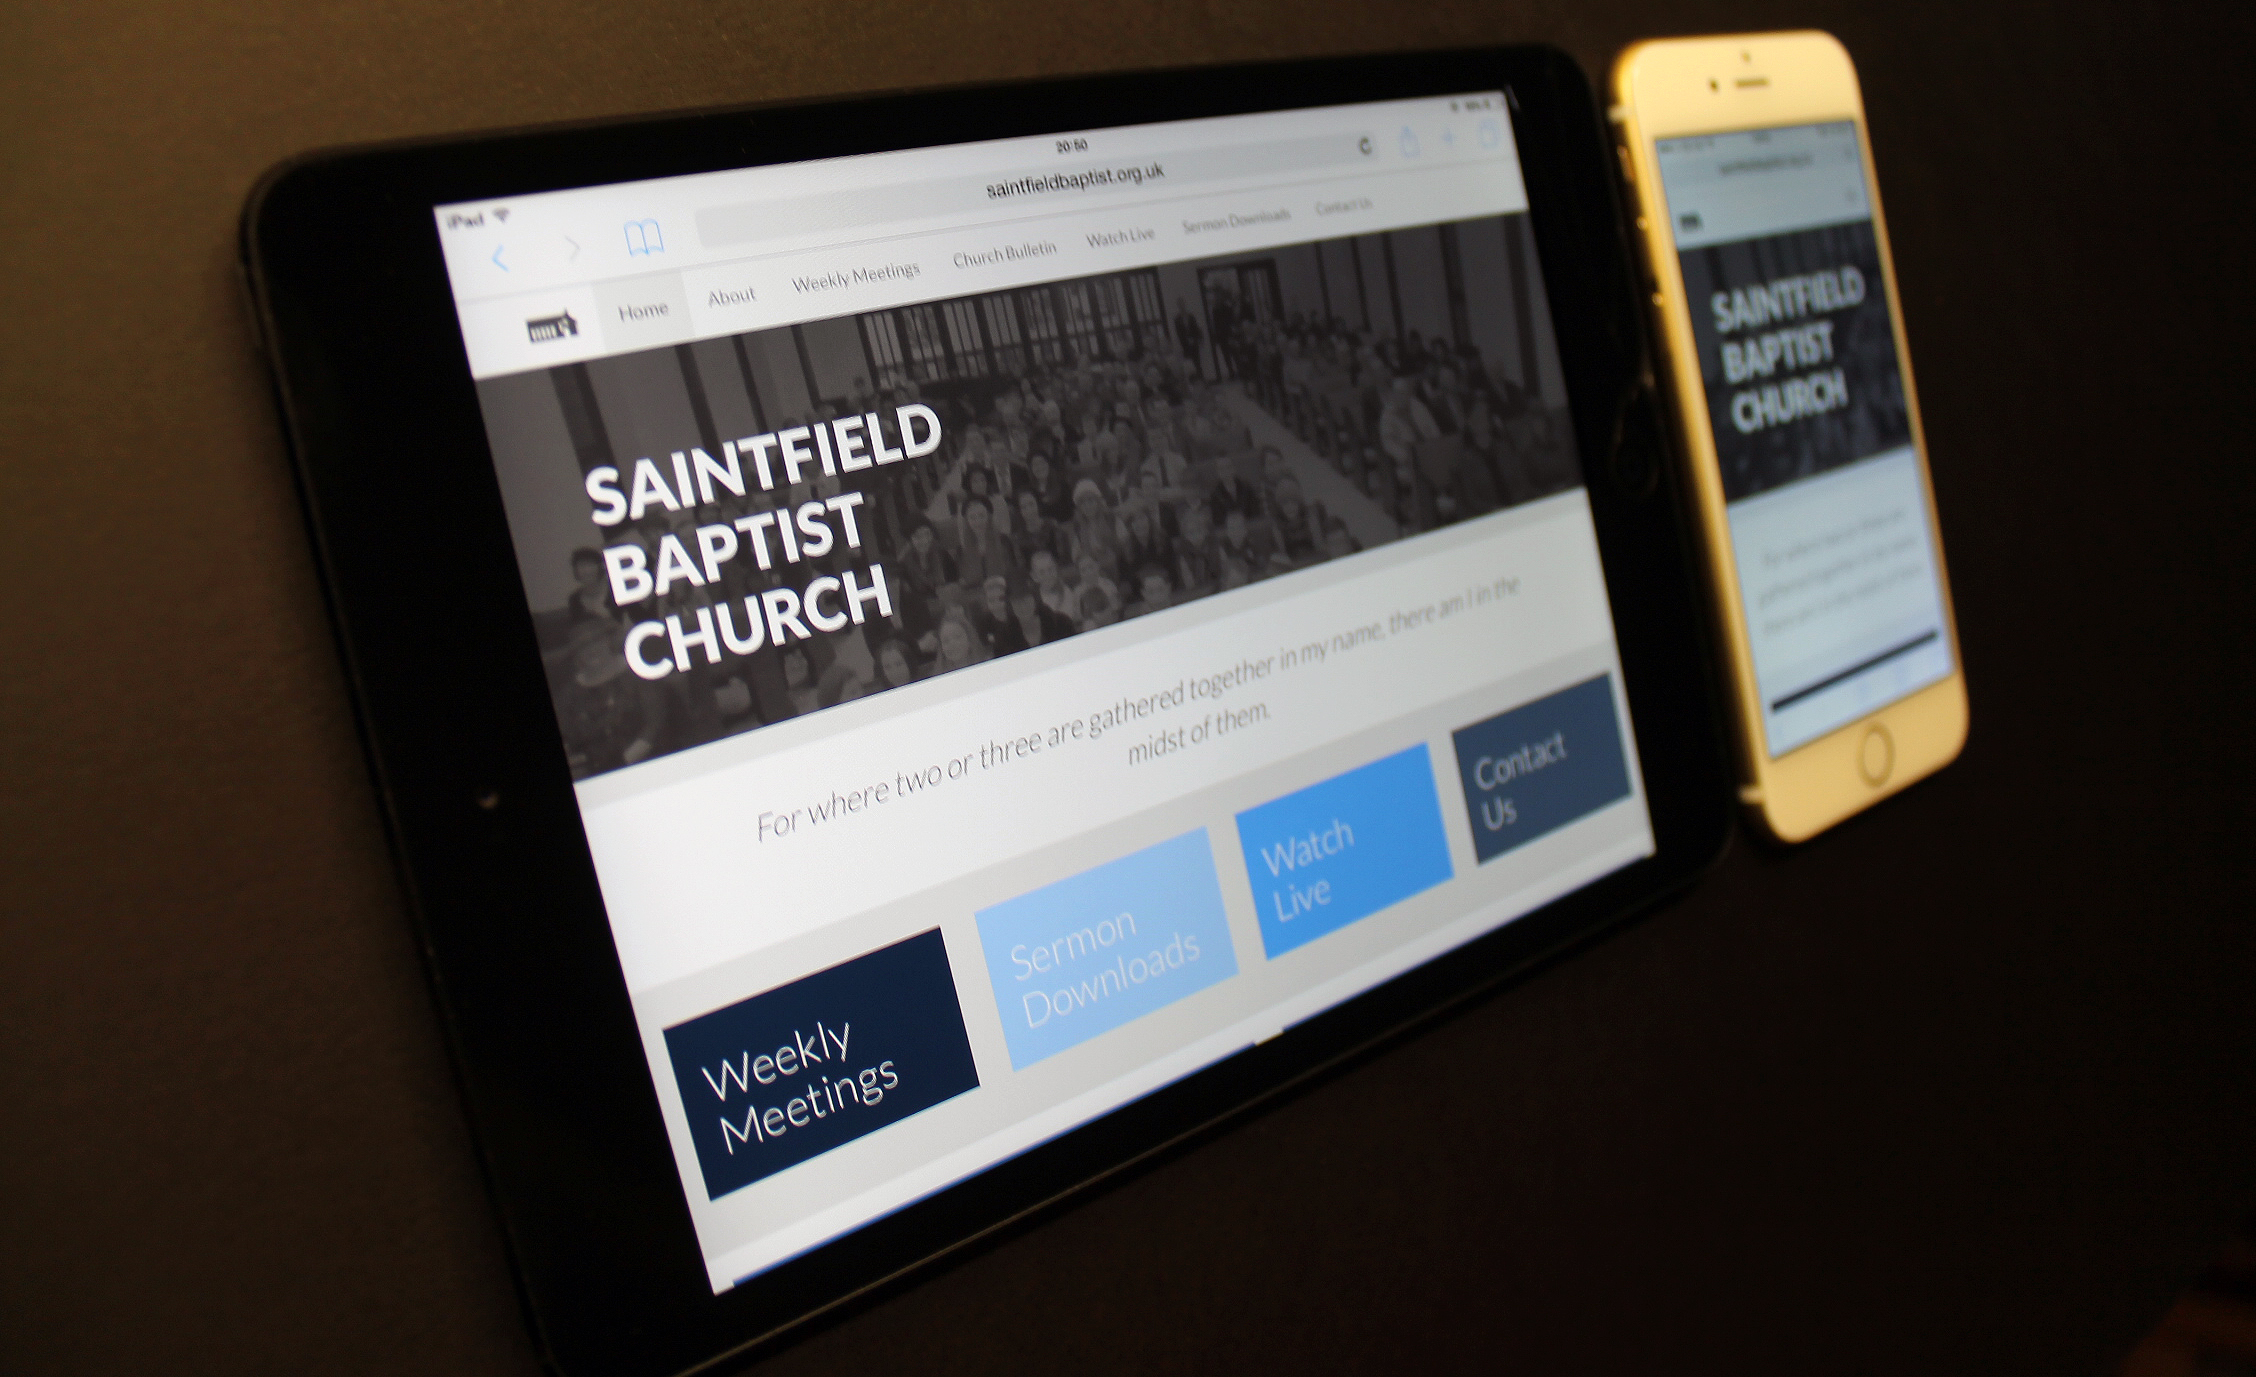 iPad
20:50
saintfieldbaptist.org.uk
Home
About
Weekly Meetings
Church Bulletin
Watch Live
Sermon Downloads
Contact Us
SAINTFIELD
BAPTIST
CHURCH
For where two or three are gathered together in my name, there am I in the
midst of them.
Weekly
Meetings
Sermon
Downloads
Watch
Live
Contact
Us
SAINTFIELD
BAPTIST
CHURCH